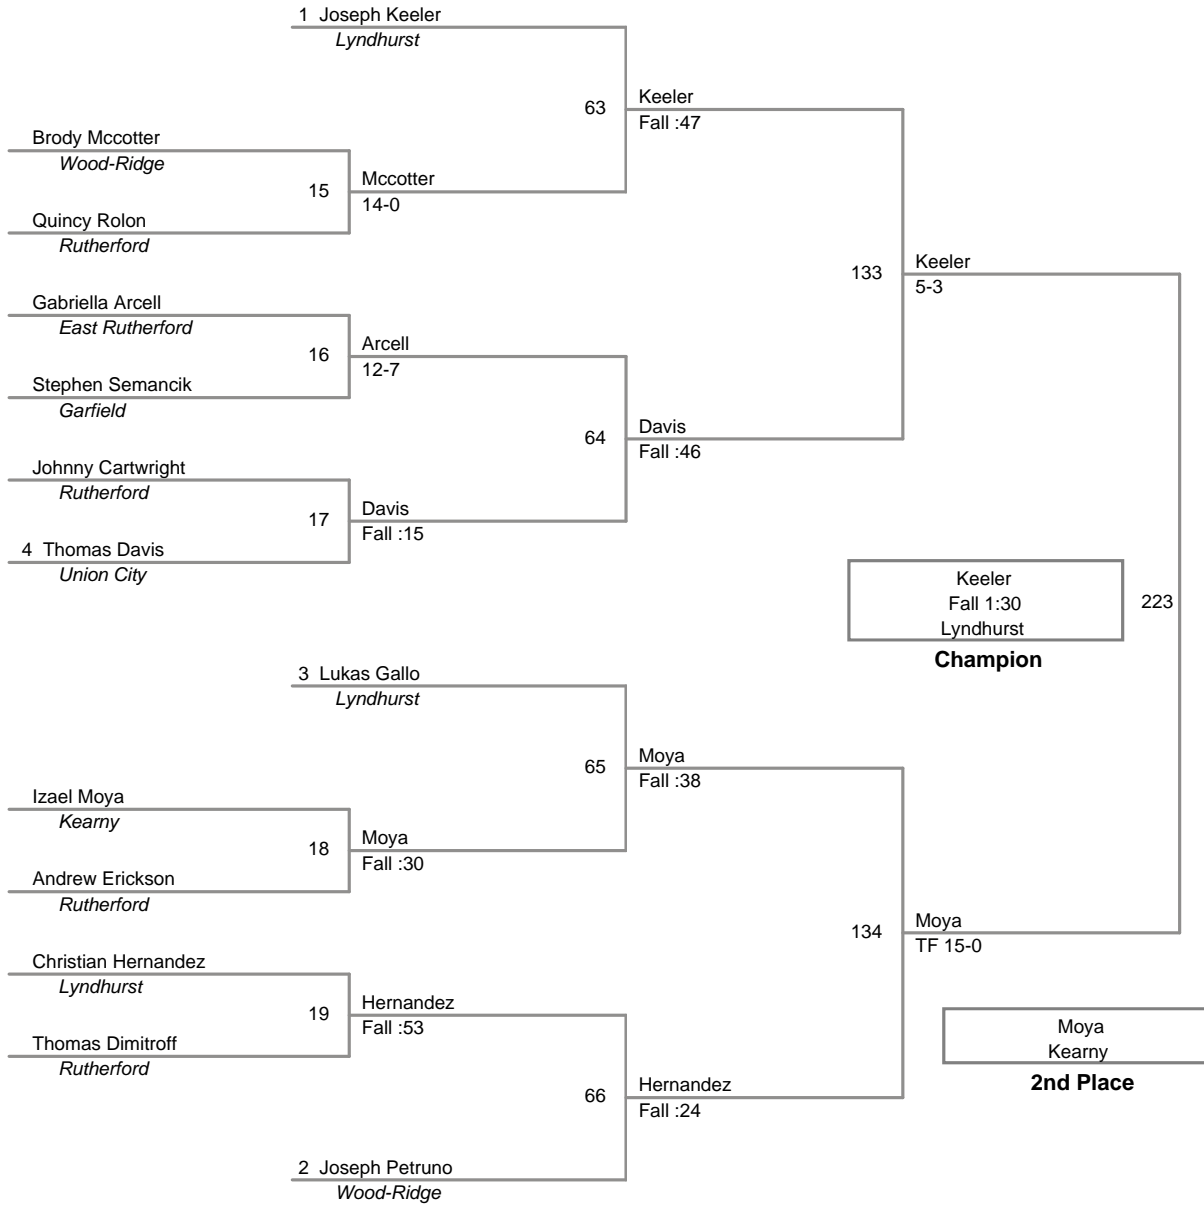 1 Joseph Keeler
Lyndhurst
63
Keeler
Fall :47
Brody Mccotter
Wood-Ridge
15
Mccotter
14-0
Quincy Rolon
Rutherford
133
Keeler
5-3
Gabriella Arcell
East Rutherford
16
Arcell
12-7
Stephen Semancik
Garfield
64
Davis
Fall :46
Johnny Cartwright
Rutherford
17
Davis
Fall :15
4 Thomas Davis
Union City
Keeler
Fall 1:30
Lyndhurst
Champion
223
3 Lukas Gallo
Lyndhurst
65
Moya
Fall :38
Izael Moya
Kearny
18
Moya
Fall :30
Andrew Erickson
Rutherford
134
Moya
TF 15-0
Christian Hernandez
Lyndhurst
19
Hernandez
Fall :53
Thomas Dimitroff
Rutherford
Moya
Kearny
2nd Place
66
Hernandez
Fall :24
2 Joseph Petruno
Wood-Ridge